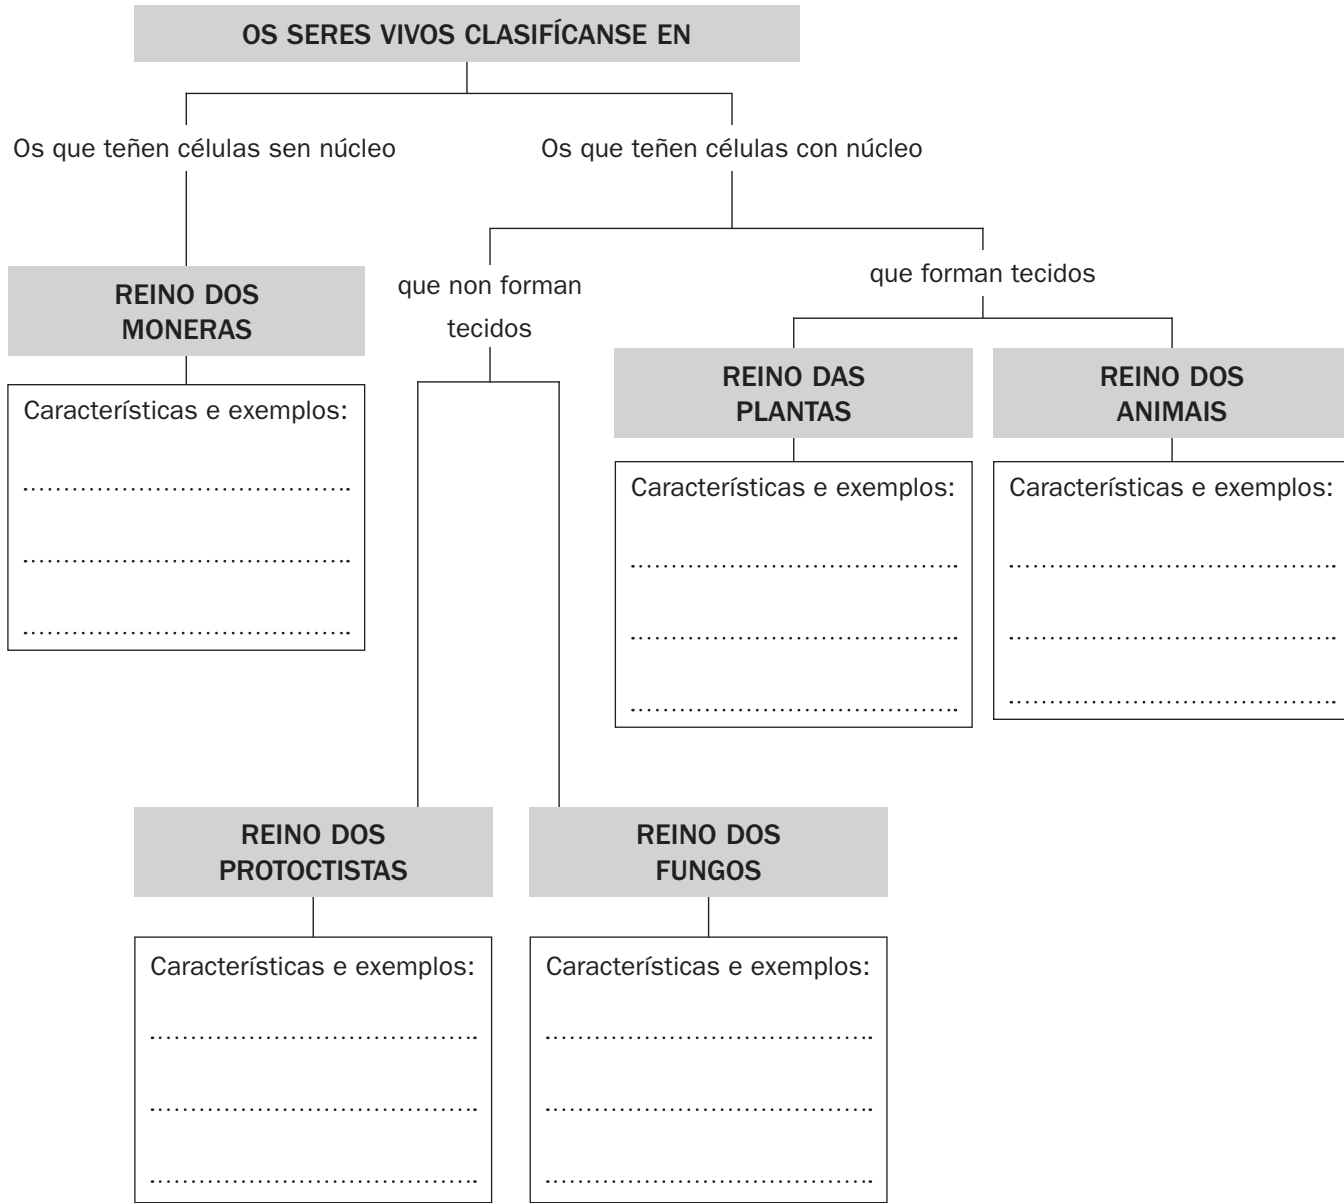 OS SERES VIVOS CLASIFÍCANSE EN
Os que teñen células sen núcleo
Os que teñen células con núcleo
REINO DOS
MONERAS
Características e exemplos:
que non forman
tecidos
que forman tecidos
REINO DAS
PLANTAS
Características e exemplos:
REINO DOS
ANIMAIS
Características e exemplos:
REINO DOS
PROTOCTISTAS
Características e exemplos:
REINO DOS
FUNGOS
Características e exemplos: